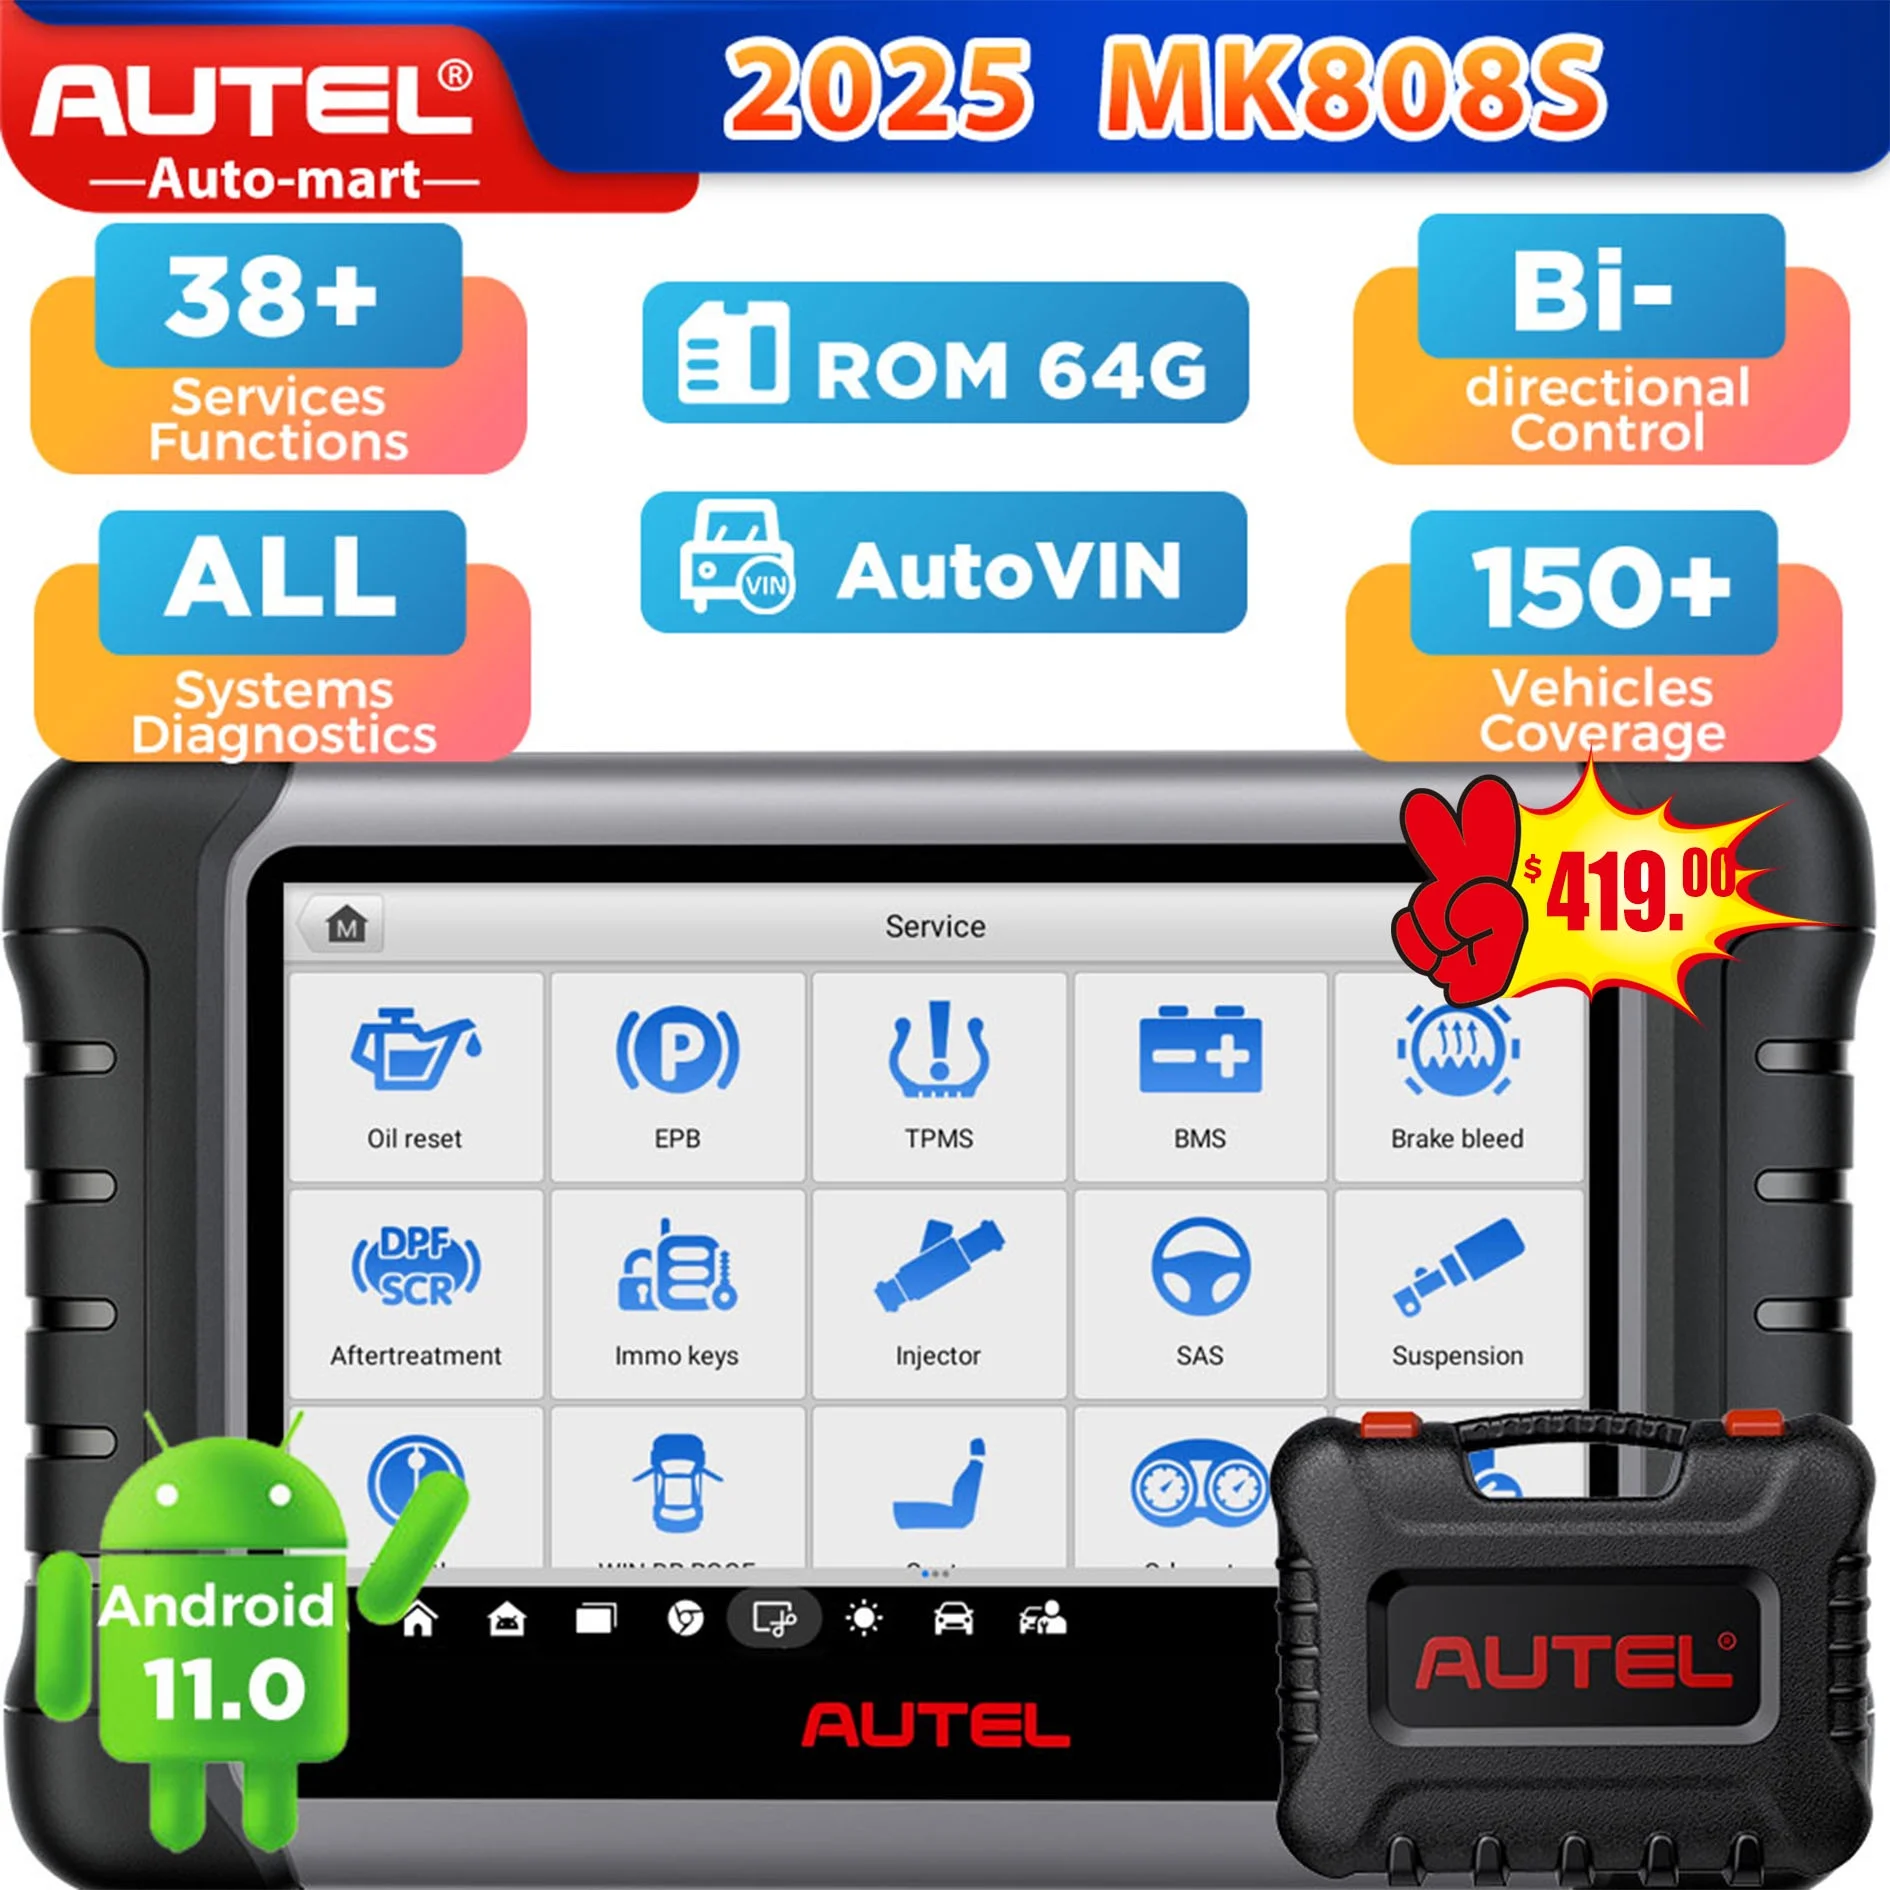 AUTEL®
—Auto-mart—
2025 MK808S
38+
Services
Functions
ROM 64G
Bi-
directional
Control
ALL
Systems
Diagnostics
VIN
AutoVIN
150+
Vehicles
Coverage
$419.00
M
Service
Oil reset
EPB
TPMS
BMS
Brake bleed
P
DPF
SCR
Aftertreatment
Immo keys
Injector
SAS
Suspension
Android
11.0
AUTEL
AUTEL®